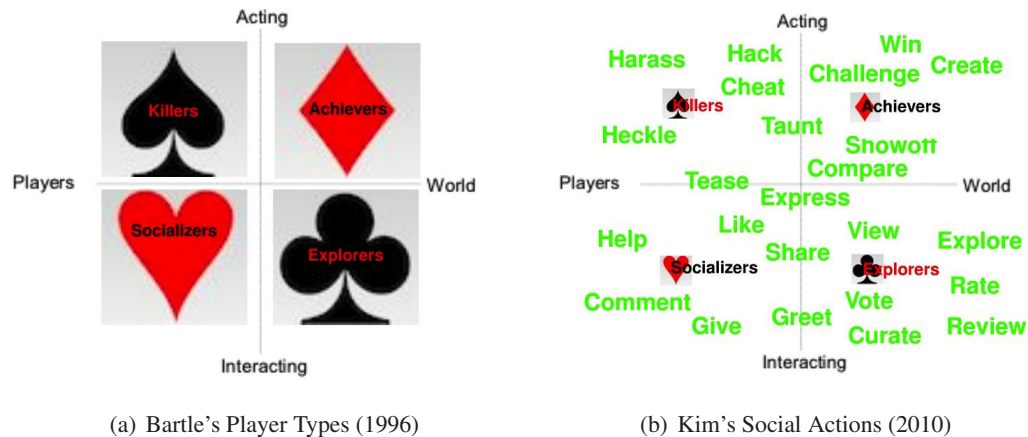 Acting
Killers
Achievers
Players
World
Socializers
Explorers
Interacting
(a) Bartle's Player Types (1996)
Acting
Win
Harass
Hack
Create
Challenge
Cheat
Killers
Achievers
Heckle
Taunt
Showoff
Compare
Players
World
Tease
Express
Like
View
Help
Explore
Share
Socializers
Explorers
Rate
Comment
Vote
Give
Greet
Review
Curate
Interacting
(b) Kim's Social Actions (2010)